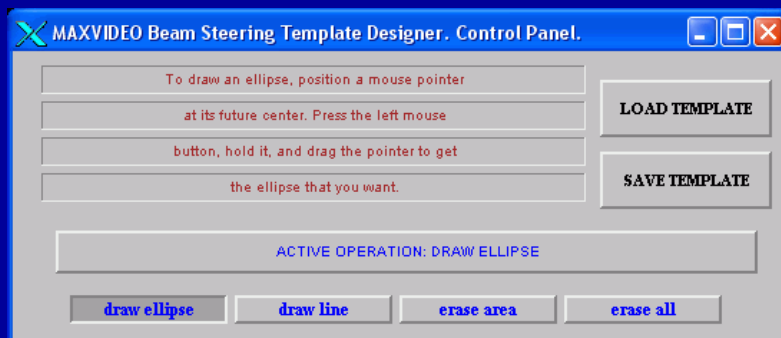 MAXVIDEO Beam Steering Template Designer. Control Panel.
To draw an ellipse, position a mouse pointer
at its future center. Press the left mouse
button, hold it, and drag the pointer to get
the ellipse that you want.
LOAD TEMPLATE
SAVE TEMPLATE
ACTIVE OPERATION: DRAW ELLIPSE
draw ellipse
draw line
erase area
erase all